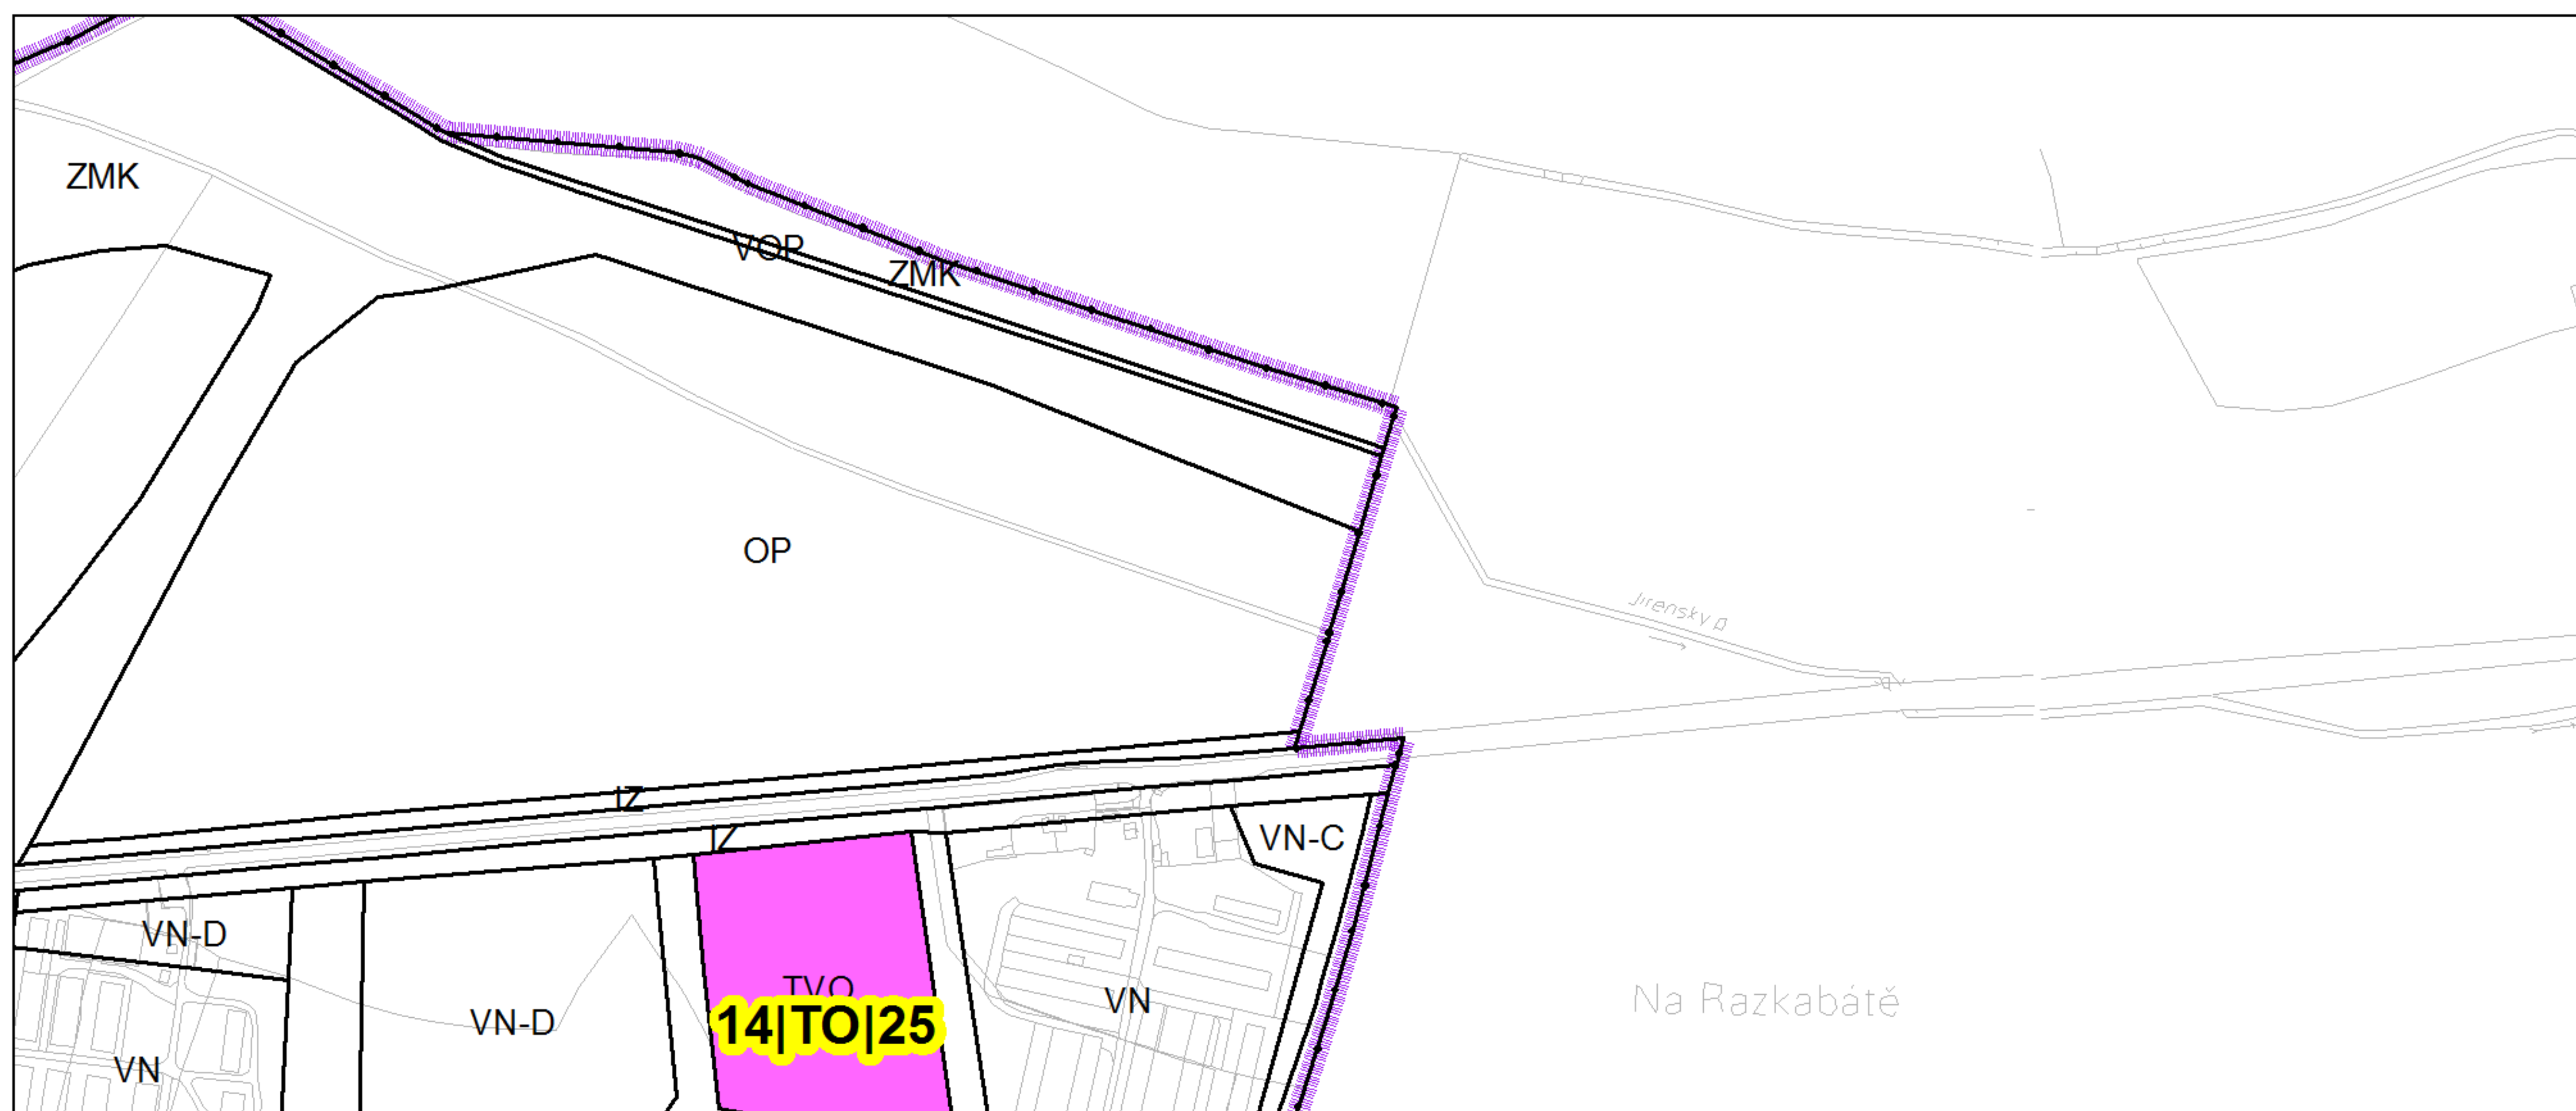 ZMK
VOP
ZMK
OP
Jirenský p
IZ
IZ
VN-C
VN-D
TVO
VN-D
14|TO|25
VN
Na Razkabátě
VN